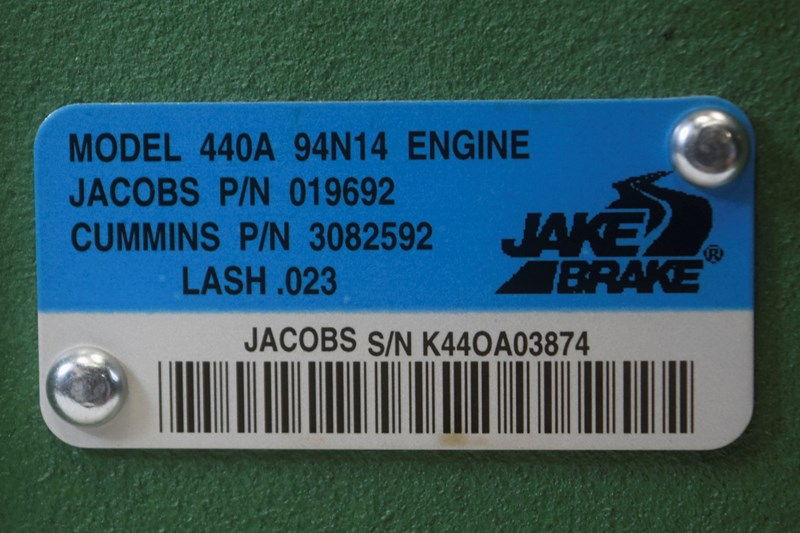 MODEL 440A 94N14 ENGINE
JACOBS P/N 019692
CUMMINS P/N 3082592
LASH .023
JAKE
BRAKE®
JACOBS S/N K44OA03874